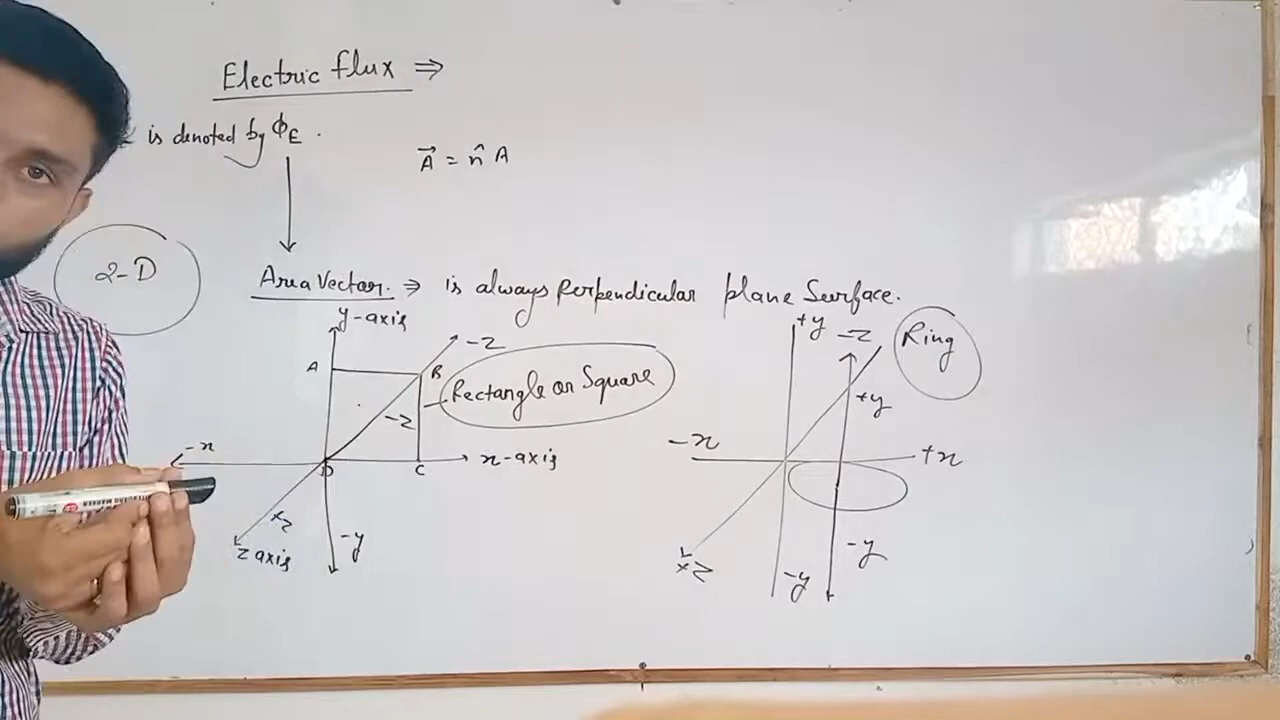 Electric flux ⇒
is denoted by ϕE .
A⃗ = n̂ A
2-D
Area Vector. ⇒ is always Perpendicular plane Surface.
y-axis
-z
A
B
Rectangle or Square
-z
-x
D
C
x-axis
+z
z axis
-y
+y
-z
Ring
+y
-x
+x
+z
-y
-y